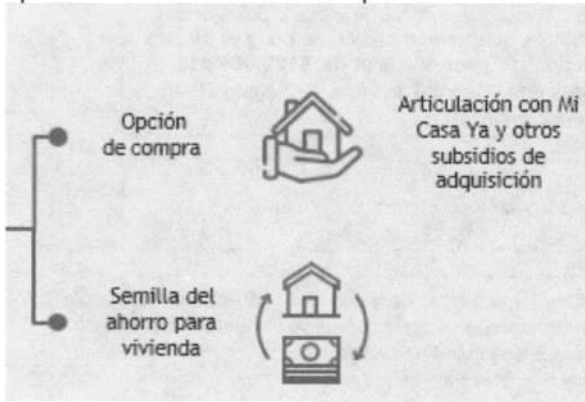 Opción
de compra
Articulación con Mi
Casa Ya y otros
subsidios de
adquisición
Semilla del
ahorro para
vivienda